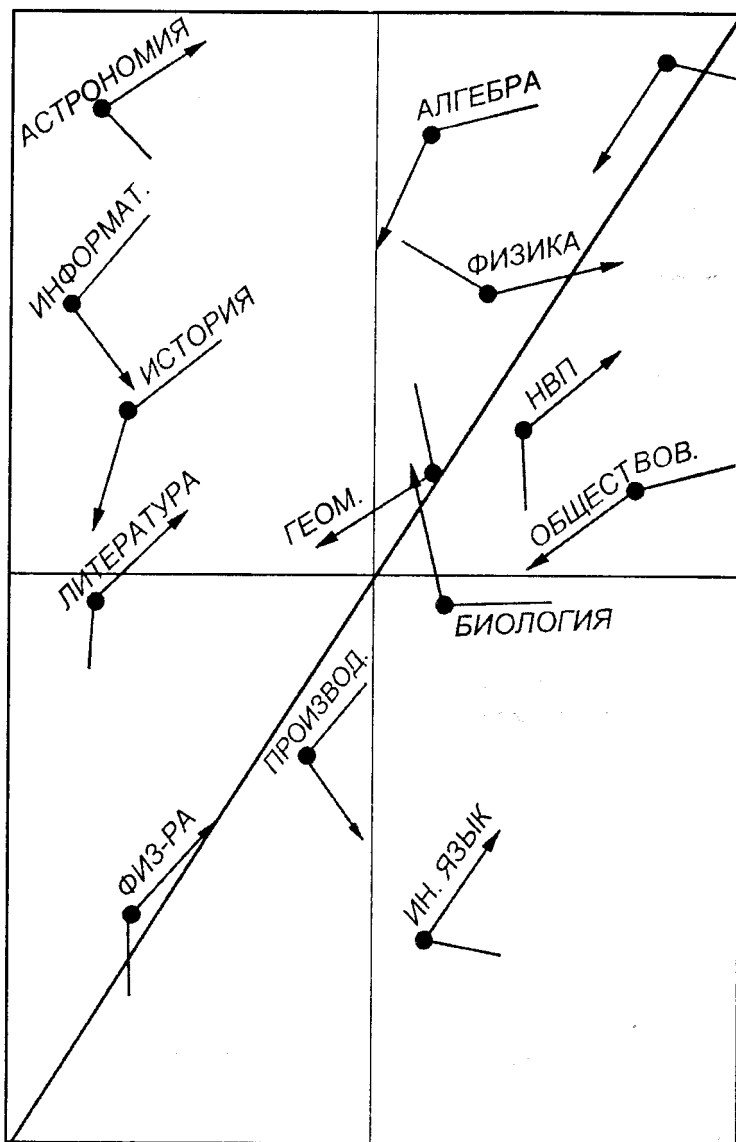 АСТРОНОМИЯ
АЛГЕБРА
ИНФОРМАТ.
ФИЗИКА
ИСТОРИЯ
НВП
ГЕОМ.
ОБЩЕСТВОВ.
ЛИТЕРАТУРА
БИОЛОГИЯ
ПРОИЗВОД.
ФИЗ-РА
ИН. ЯЗЫК